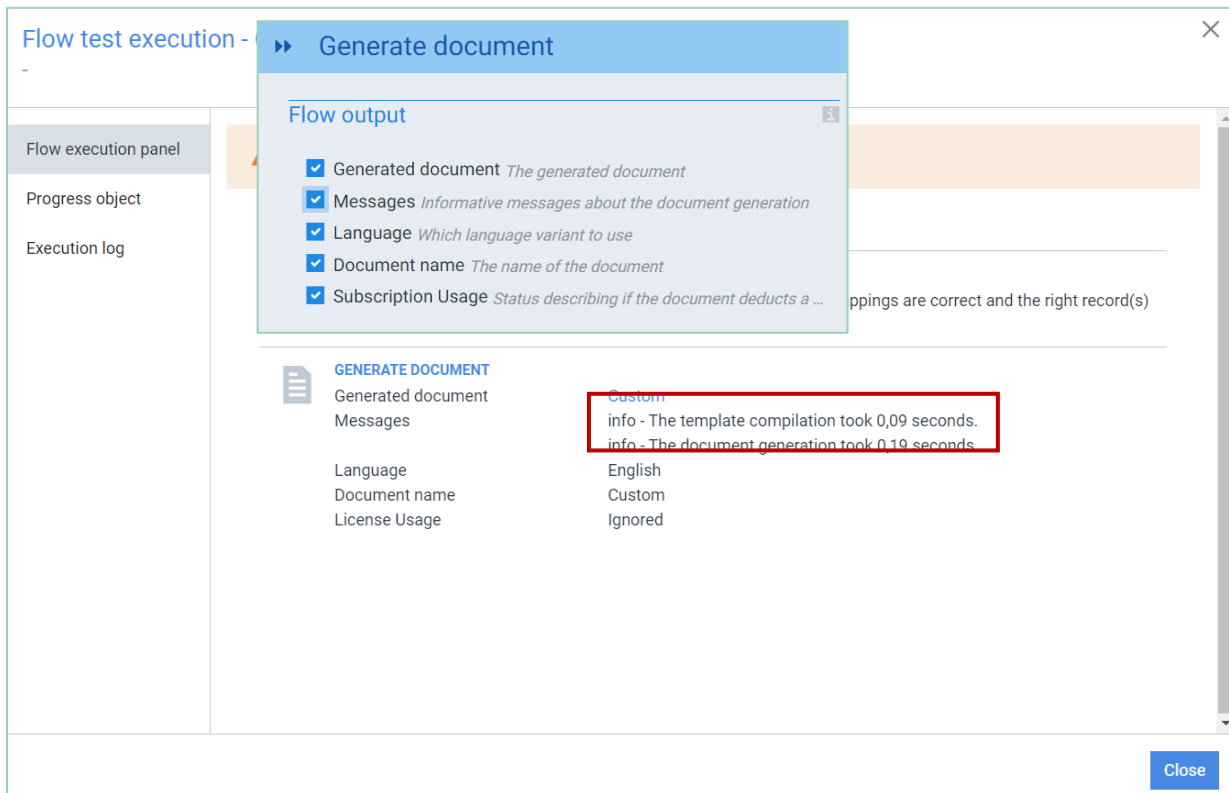 Flow test execution -
-
Generate document
Flow output
Generated document The generated document
Messages Informative messages about the document generation
Language Which language variant to use
Document name The name of the document
Subscription Usage Status describing if the document deducts a ...
Flow execution panel
Progress object
Execution log
are correct and the right record(s)
GENERATE DOCUMENT
Generated document Custom
Messages info - The template compilation took 0,09 seconds.
info - The document generation took 0,19 seconds
Language English
Document name Custom
License Usage Ignored
Close